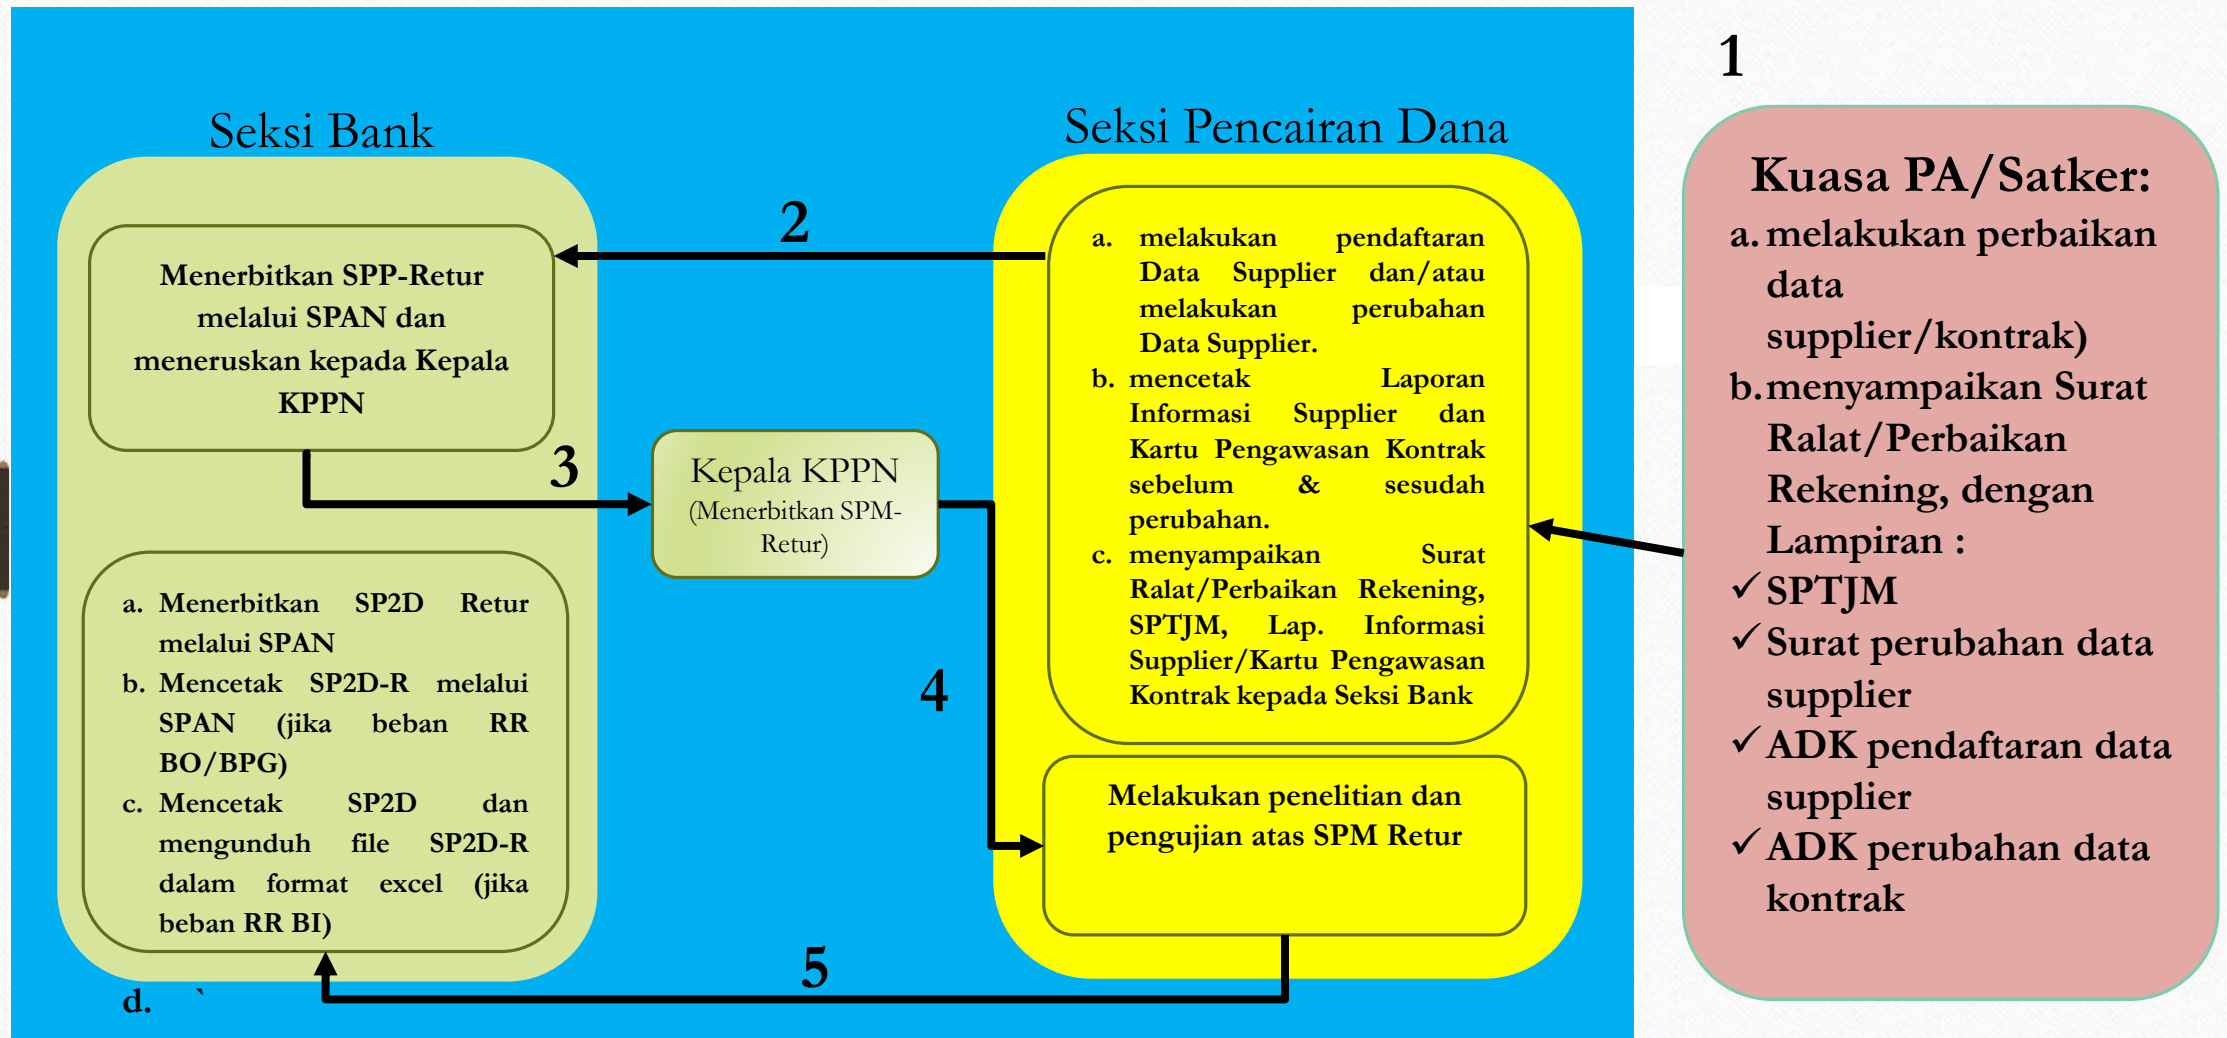 1
Seksi Bank
Menerbitkan SPP-Retur
melalui SPAN dan
meneruskan kepada Kepala
KPPN
3
a. Menerbitkan SP2D Retur
melalui SPAN
b. Mencetak SP2D-R melalui
SPAN (jika beban RR
BO/BPG)
c. Mencetak SP2D dan
mengunduh file SP2D-R
dalam format excel (jika
beban RR BI)
d. `
2
Kepala KPPN
(Menerbitkan SPM-
Retur)
4
5
Seksi Pencairan Dana
a. melakukan pendaftaran
Data Supplier dan/atau
melakukan perubahan
Data Supplier.
b. mencetak Laporan
Informasi Supplier dan
Kartu Pengawasan Kontrak
sebelum & sesudah
perubahan.
c. menyampaikan Surat
Ralat/Perbaikan Rekening,
SPTJM, Lap. Informasi
Supplier/Kartu Pengawasan
Kontrak kepada Seksi Bank
Melakukan penelitian dan
pengujian atas SPM Retur
Kuasa PA/Satker:
a. melakukan perbaikan
data
supplier/kontrak)
b. menyampaikan Surat
Ralat/Perbaikan
Rekening, dengan
Lampiran :
✓ SPTJM
✓ Surat perubahan data
supplier
✓ ADK pendaftaran data
supplier
✓ ADK perubahan data
kontrak